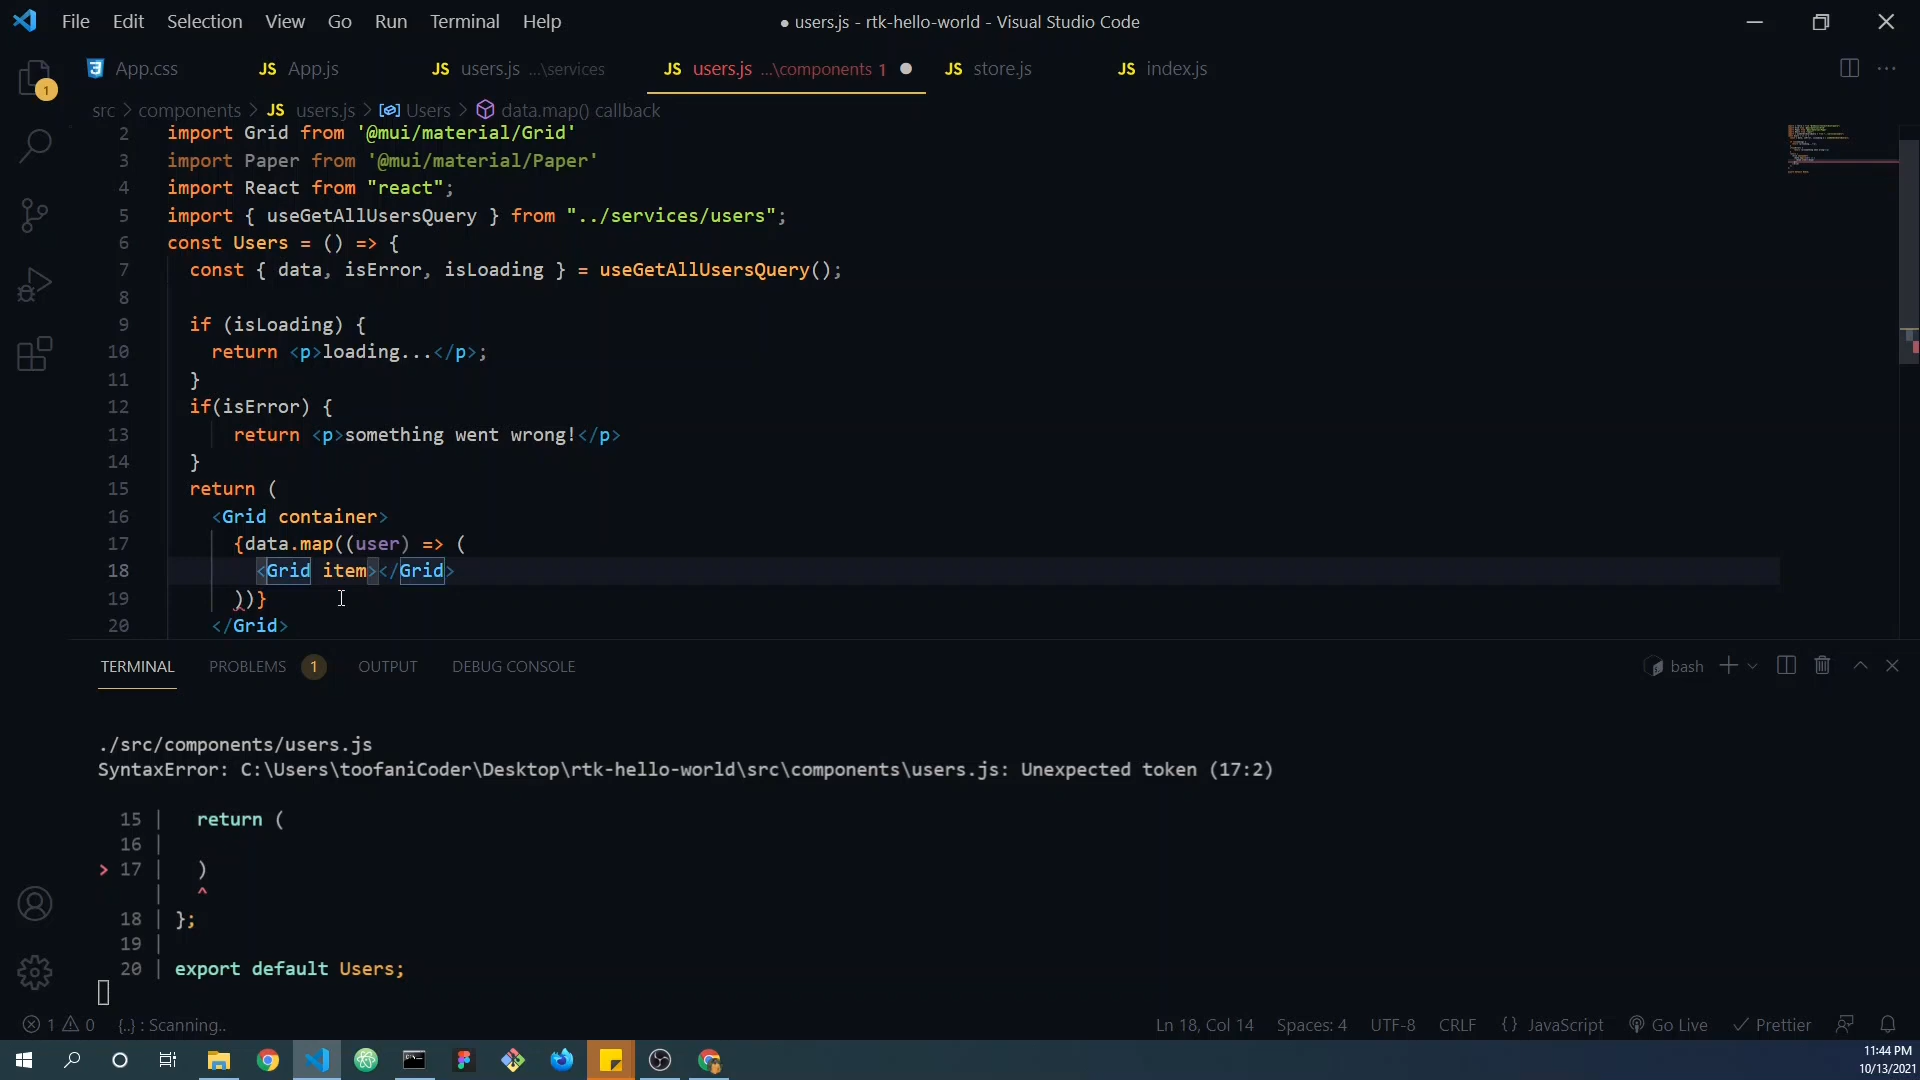 File Edit Selection View Go Run Terminal Help
● users.js - rtk-hello-world - Visual Studio Code
1
App.css
JS App.js
JS users.js ...\services
JS users.js ...\components 1 ●
JS store.js
JS index.js
src > components > JS users.js > Users > data.map() callback
2 import Grid from '@mui/material/Grid'
3 import Paper from '@mui/material/Paper'
4 import React from "react";
5 import { useGetAllUsersQuery } from "../services/users";
6 const Users = () => {
7 const { data, isError, isLoading } = useGetAllUsersQuery();
8
9 if (isLoading) {
10 return <p>loading...</p>;
11 }
12 if(isError) {
13 return <p>something went wrong!</p>
14 }
15 return (
16 <Grid container>
17 {data.map((user) => (
18 <Grid item></Grid>
19 ))}
20 </Grid>
TERMINAL PROBLEMS 1 OUTPUT DEBUG CONSOLE
bash
./src/components/users.js
SyntaxError: C:\Users\toofaniCoder\Desktop\rtk-hello-world\src\components\users.js: Unexpected token (17:2)
15 | return (
16 |
> 17 | )
| ^
18 | };
19 |
20 | export default Users;
1 0 {..} : Scanning..
Ln 18, Col 14 Spaces: 4 UTF-8 CRLF {} JavaScript Go Live ✓ Prettier
11:44 PM
10/13/2021